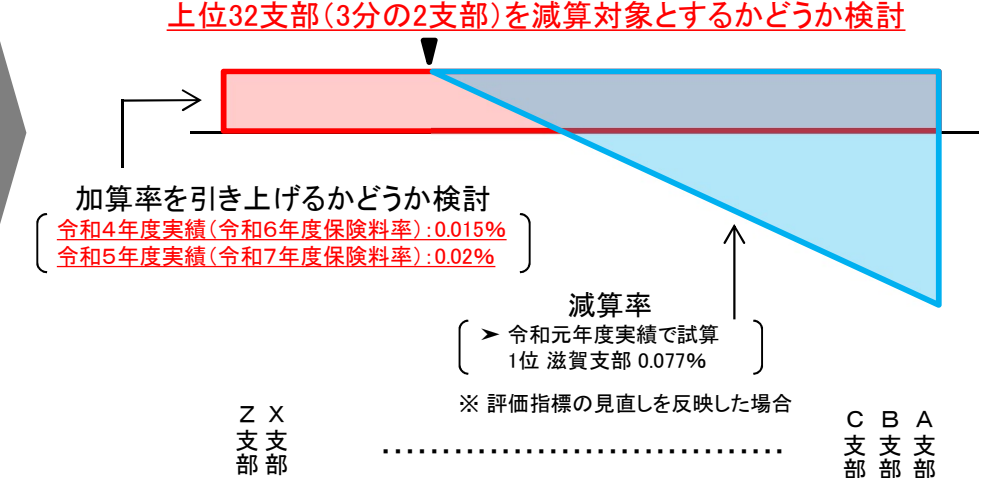 上位32支部（3分の2支部）を減算対象とするかどうか検討
加算率を引き上げるかどうか検討
令和４年度実績（令和６年度保険料率）：0.015％
令和５年度実績（令和７年度保険料率）：0.02％
減算率
➤ 令和元年度実績で試算
1位 滋賀支部 0.077％
※ 評価指標の見直しを反映した場合
Ｚ支部
Ｘ支部
………………………………
Ｃ支部
Ｂ支部
Ａ支部